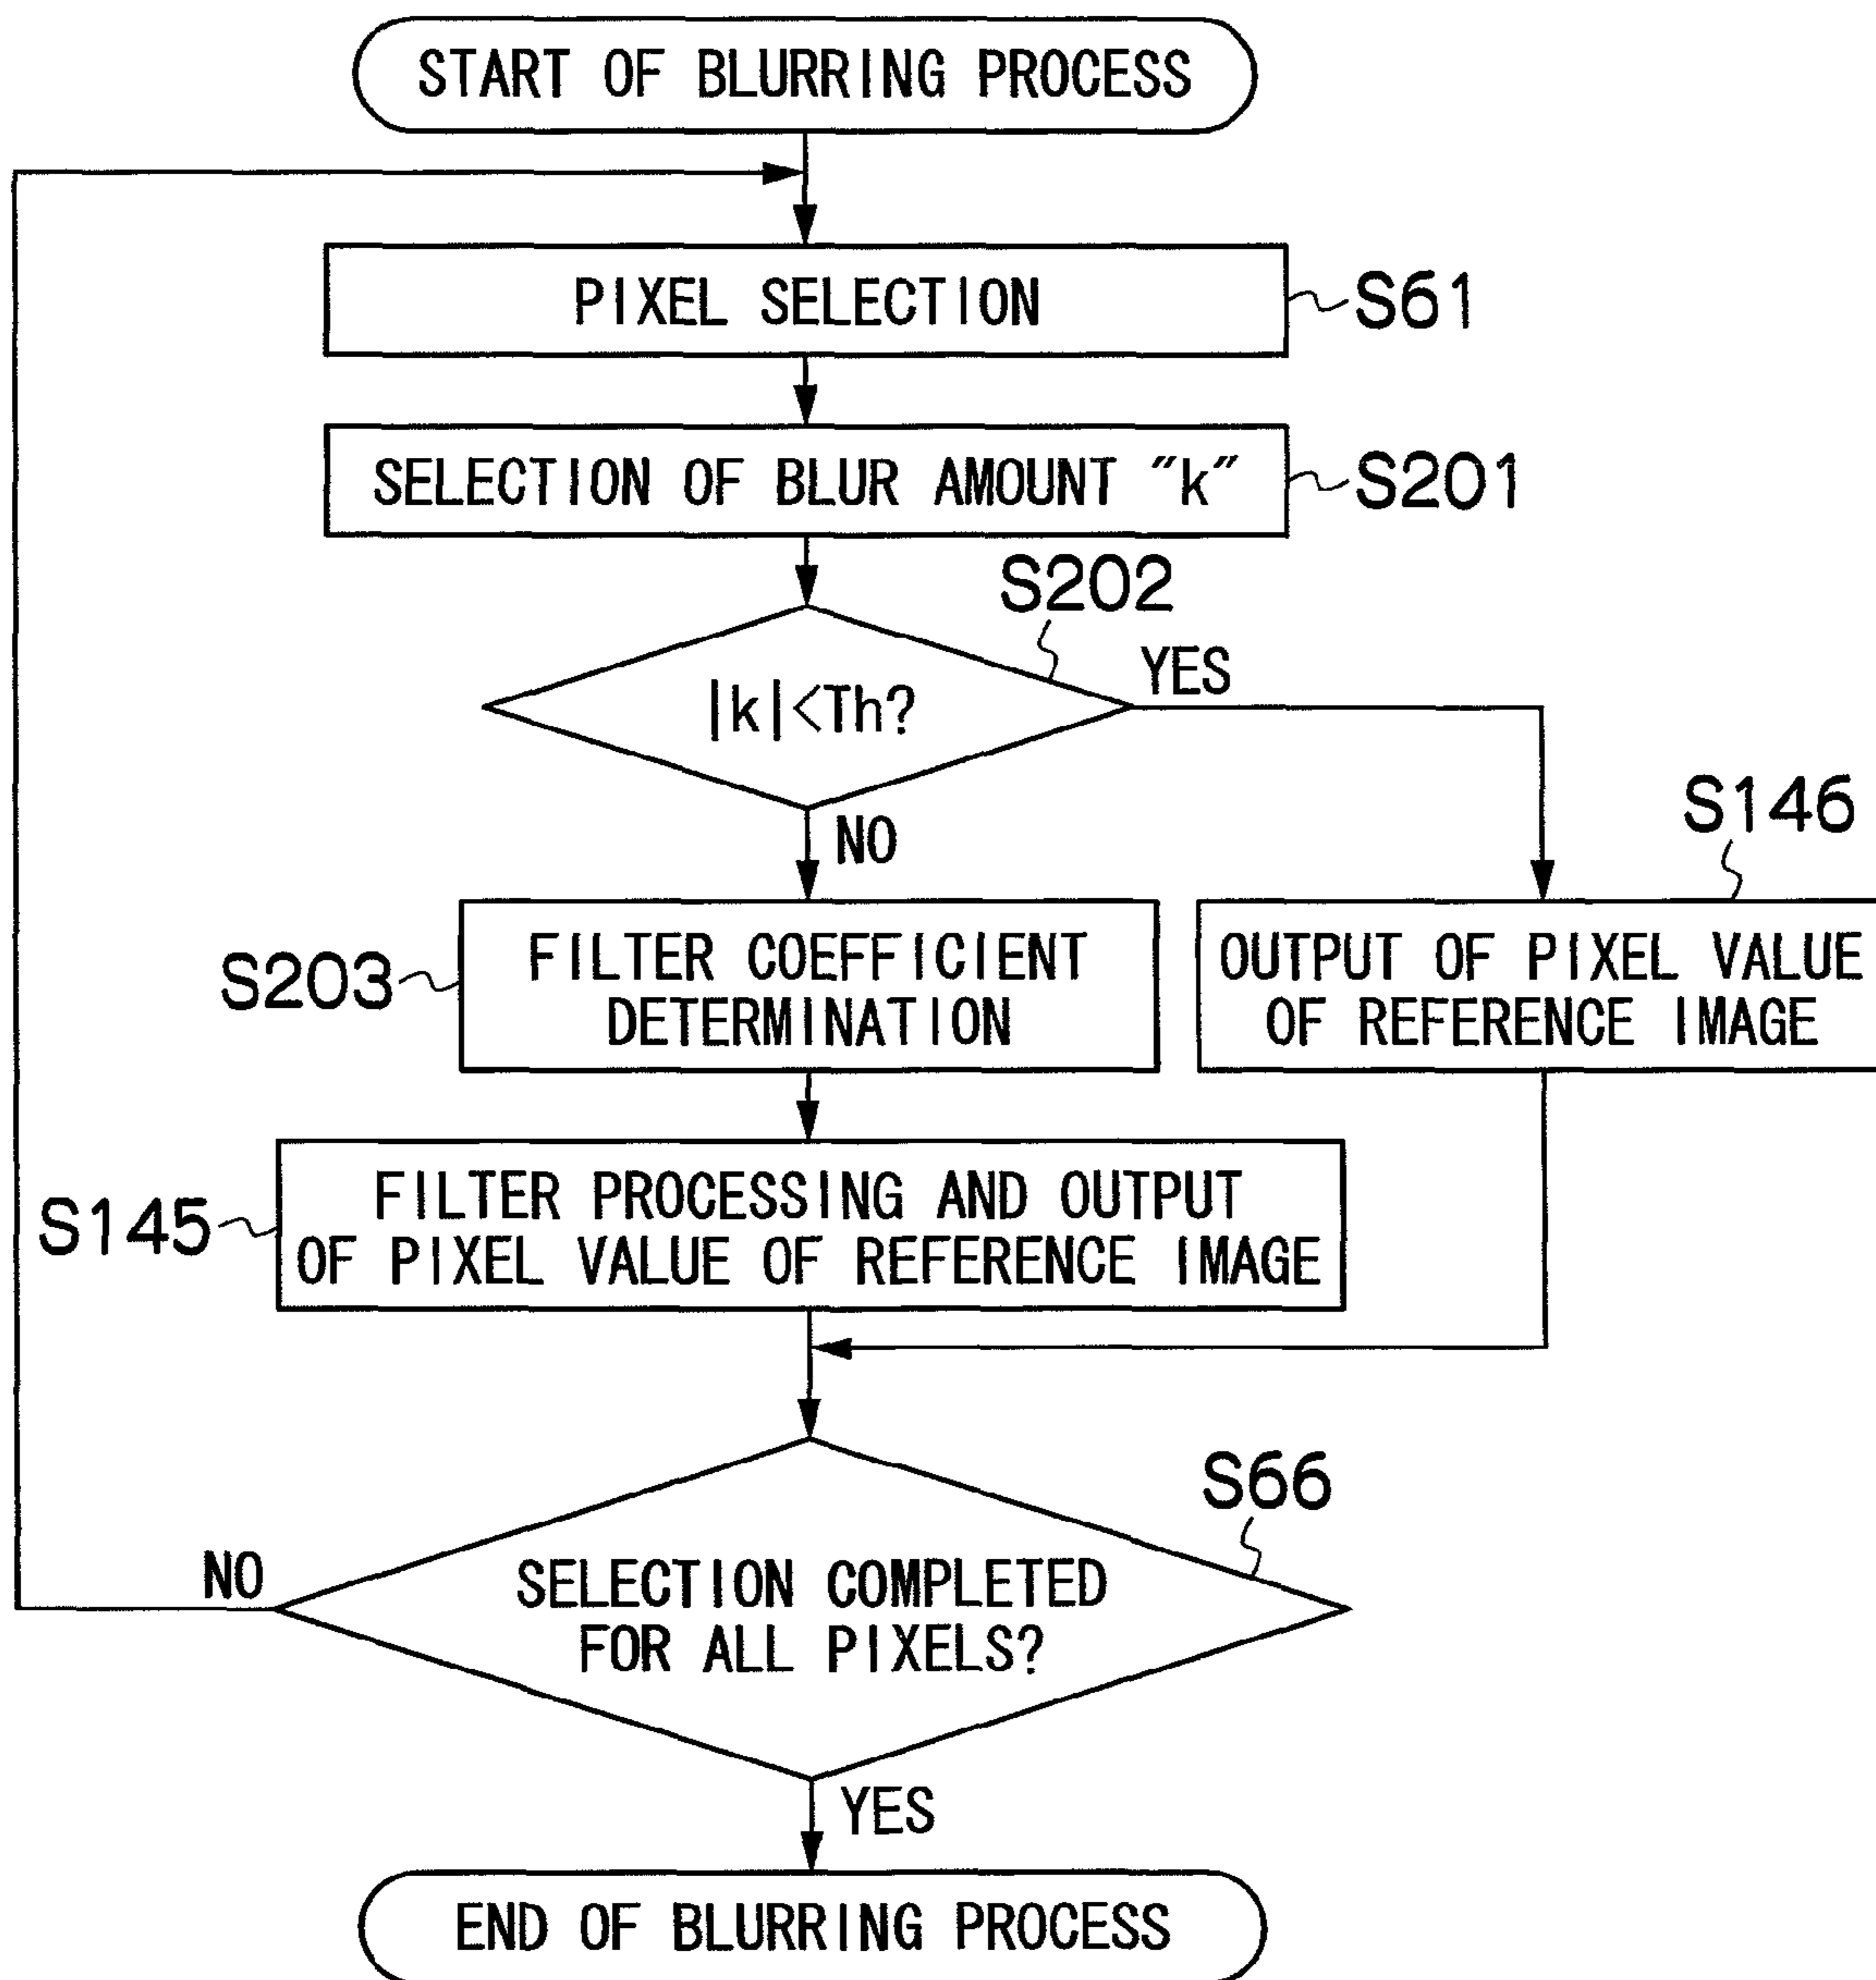 START OF BLURRING PROCESS
PIXEL SELECTION
S61
SELECTION OF BLUR AMOUNT "k"
S201
S202
|k|<Th?
YES
NO
S146
S203
FILTER COEFFICIENT
DETERMINATION
OUTPUT OF PIXEL VALUE
OF REFERENCE IMAGE
S145
FILTER PROCESSING AND OUTPUT
OF PIXEL VALUE OF REFERENCE IMAGE
S66
NO
SELECTION COMPLETED
FOR ALL PIXELS?
YES
END OF BLURRING PROCESS